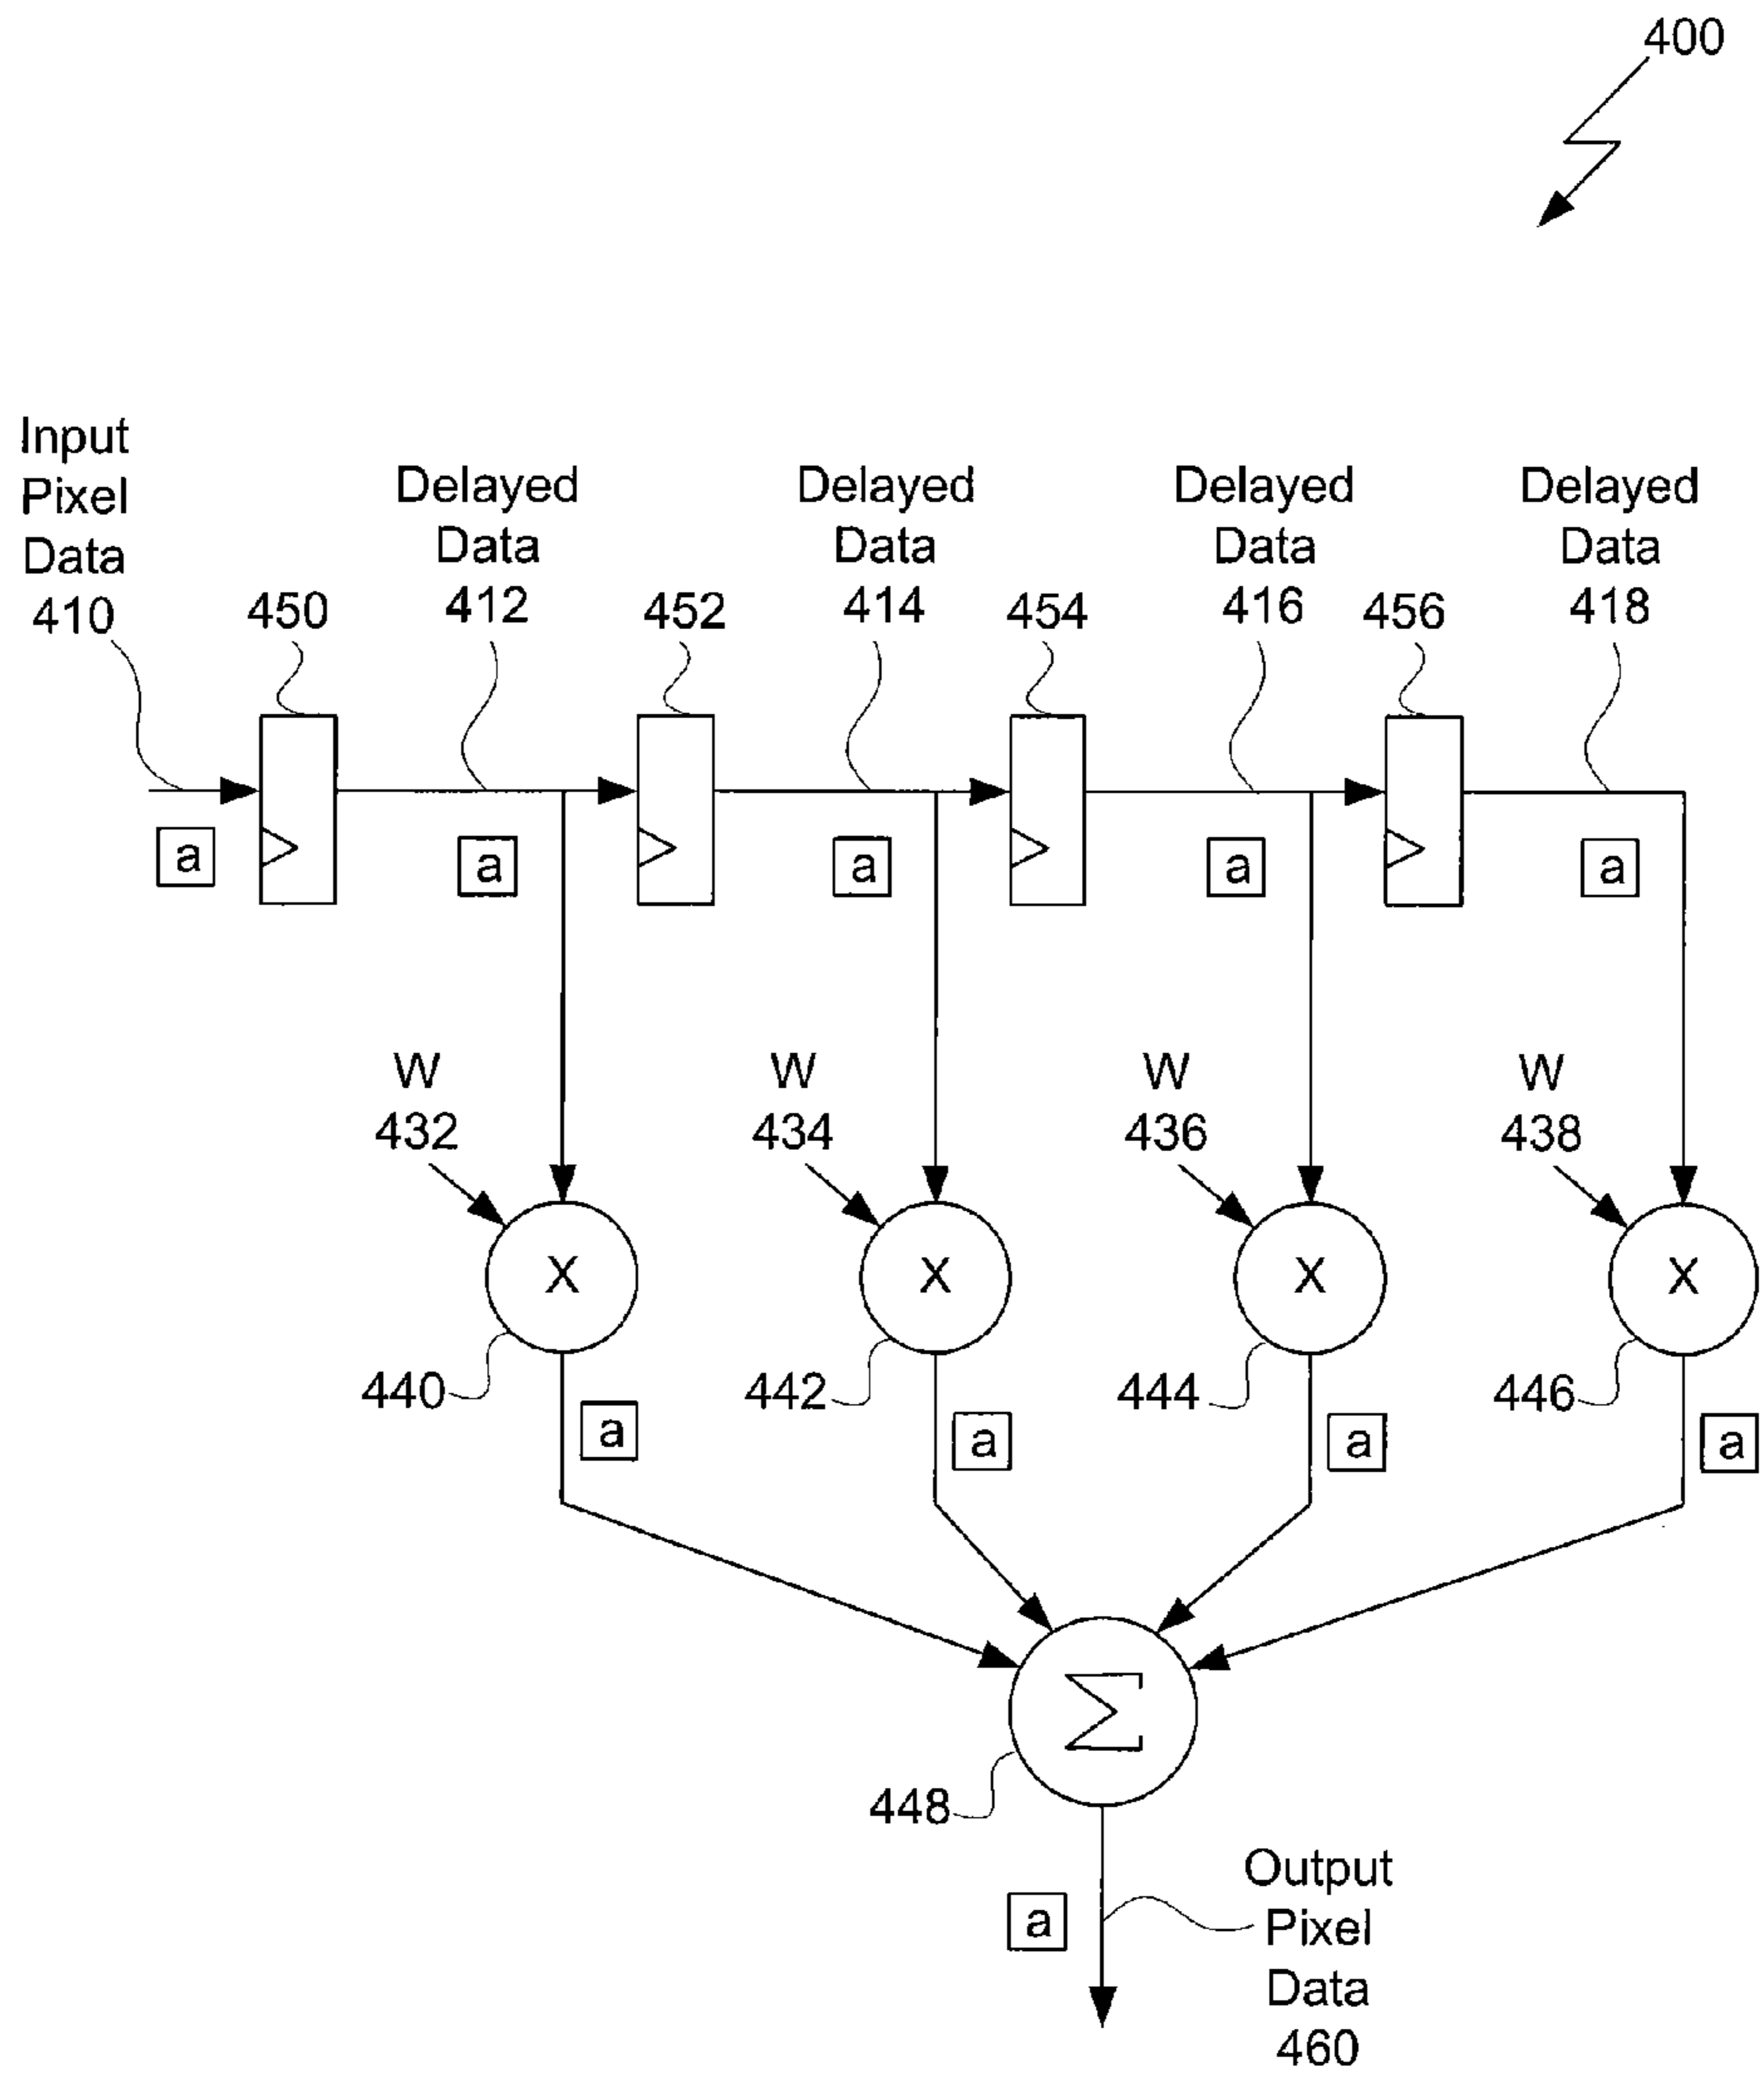 400
Input
Pixel
Data
410
450
Delayed
Data
412
452
Delayed
Data
414
454
Delayed
Data
416
456
Delayed
Data
418
a
a
a
a
a
W
432
W
434
W
436
W
438
X
X
X
X
440
442
444
446
a
a
a
a
Σ
448
a
Output
Pixel
Data
460